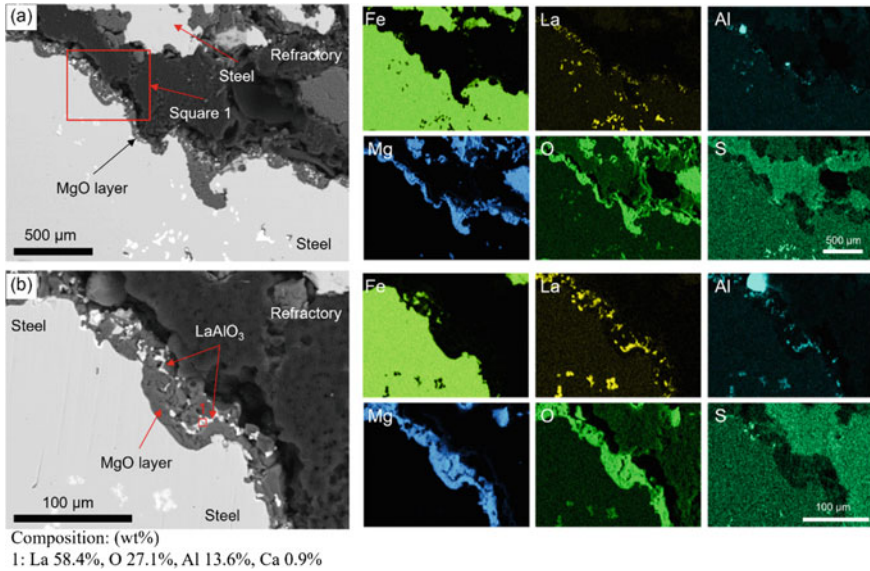 (a)
Refractory
Steel
Square 1
MgO layer
500 µm
Steel
Fe
La
Al
Mg
O
S
500 µm
(b)
Steel
LaAlO₃
Refractory
1
MgO layer
100 µm
Steel
Fe
La
Al
Mg
O
S
100 µm
Composition: (wt%)
1: La 58.4%, O 27.1%, Al 13.6%, Ca 0.9%